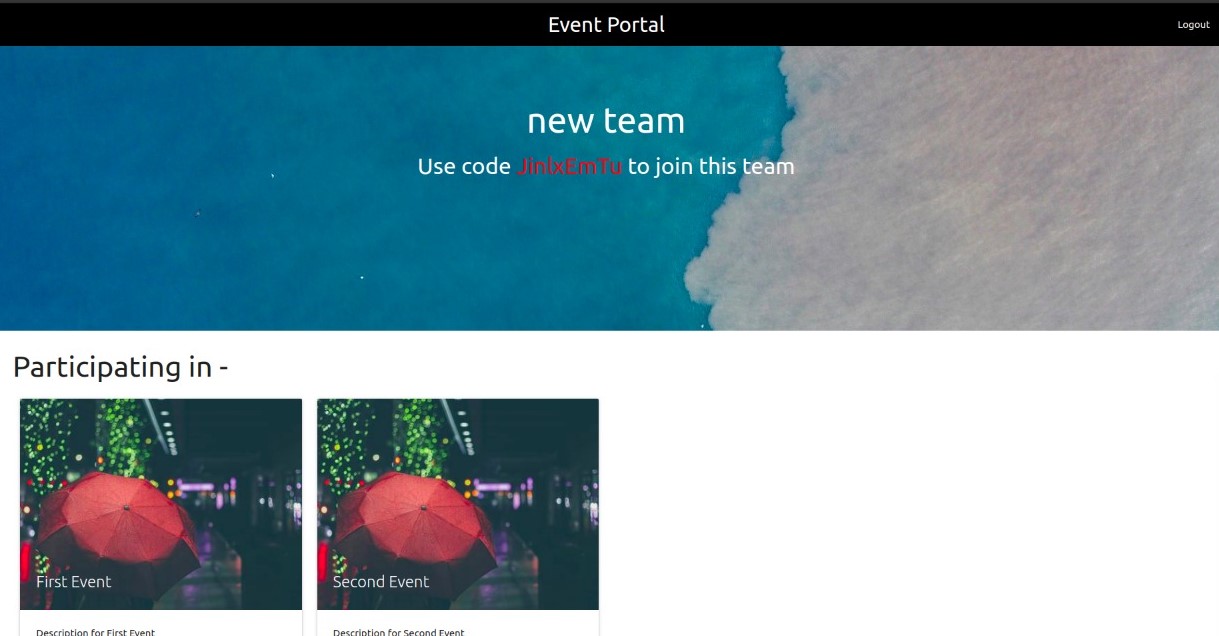 Event Portal
Logout
new team
Use code JinlxEmTu to join this team
Participating in -
First Event
Second Event
Description for First Event
Description for Second Event